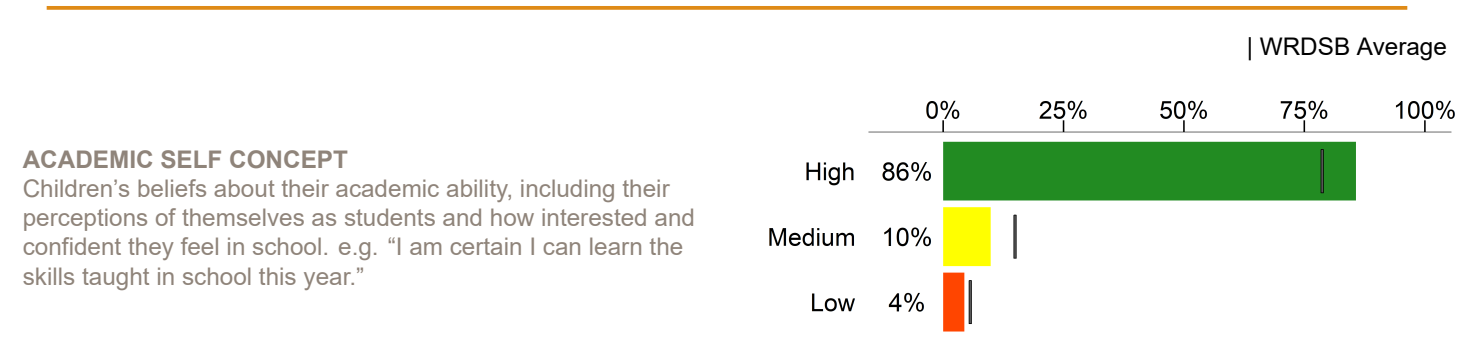 | WRDSB Average
0% 25% 50% 75% 100%
ACADEMIC SELF CONCEPT
Children’s beliefs about their academic ability, including their
perceptions of themselves as students and how interested and
confident they feel in school. e.g. “I am certain I can learn the
skills taught in school this year.”
High 86%
Medium 10%
Low 4%